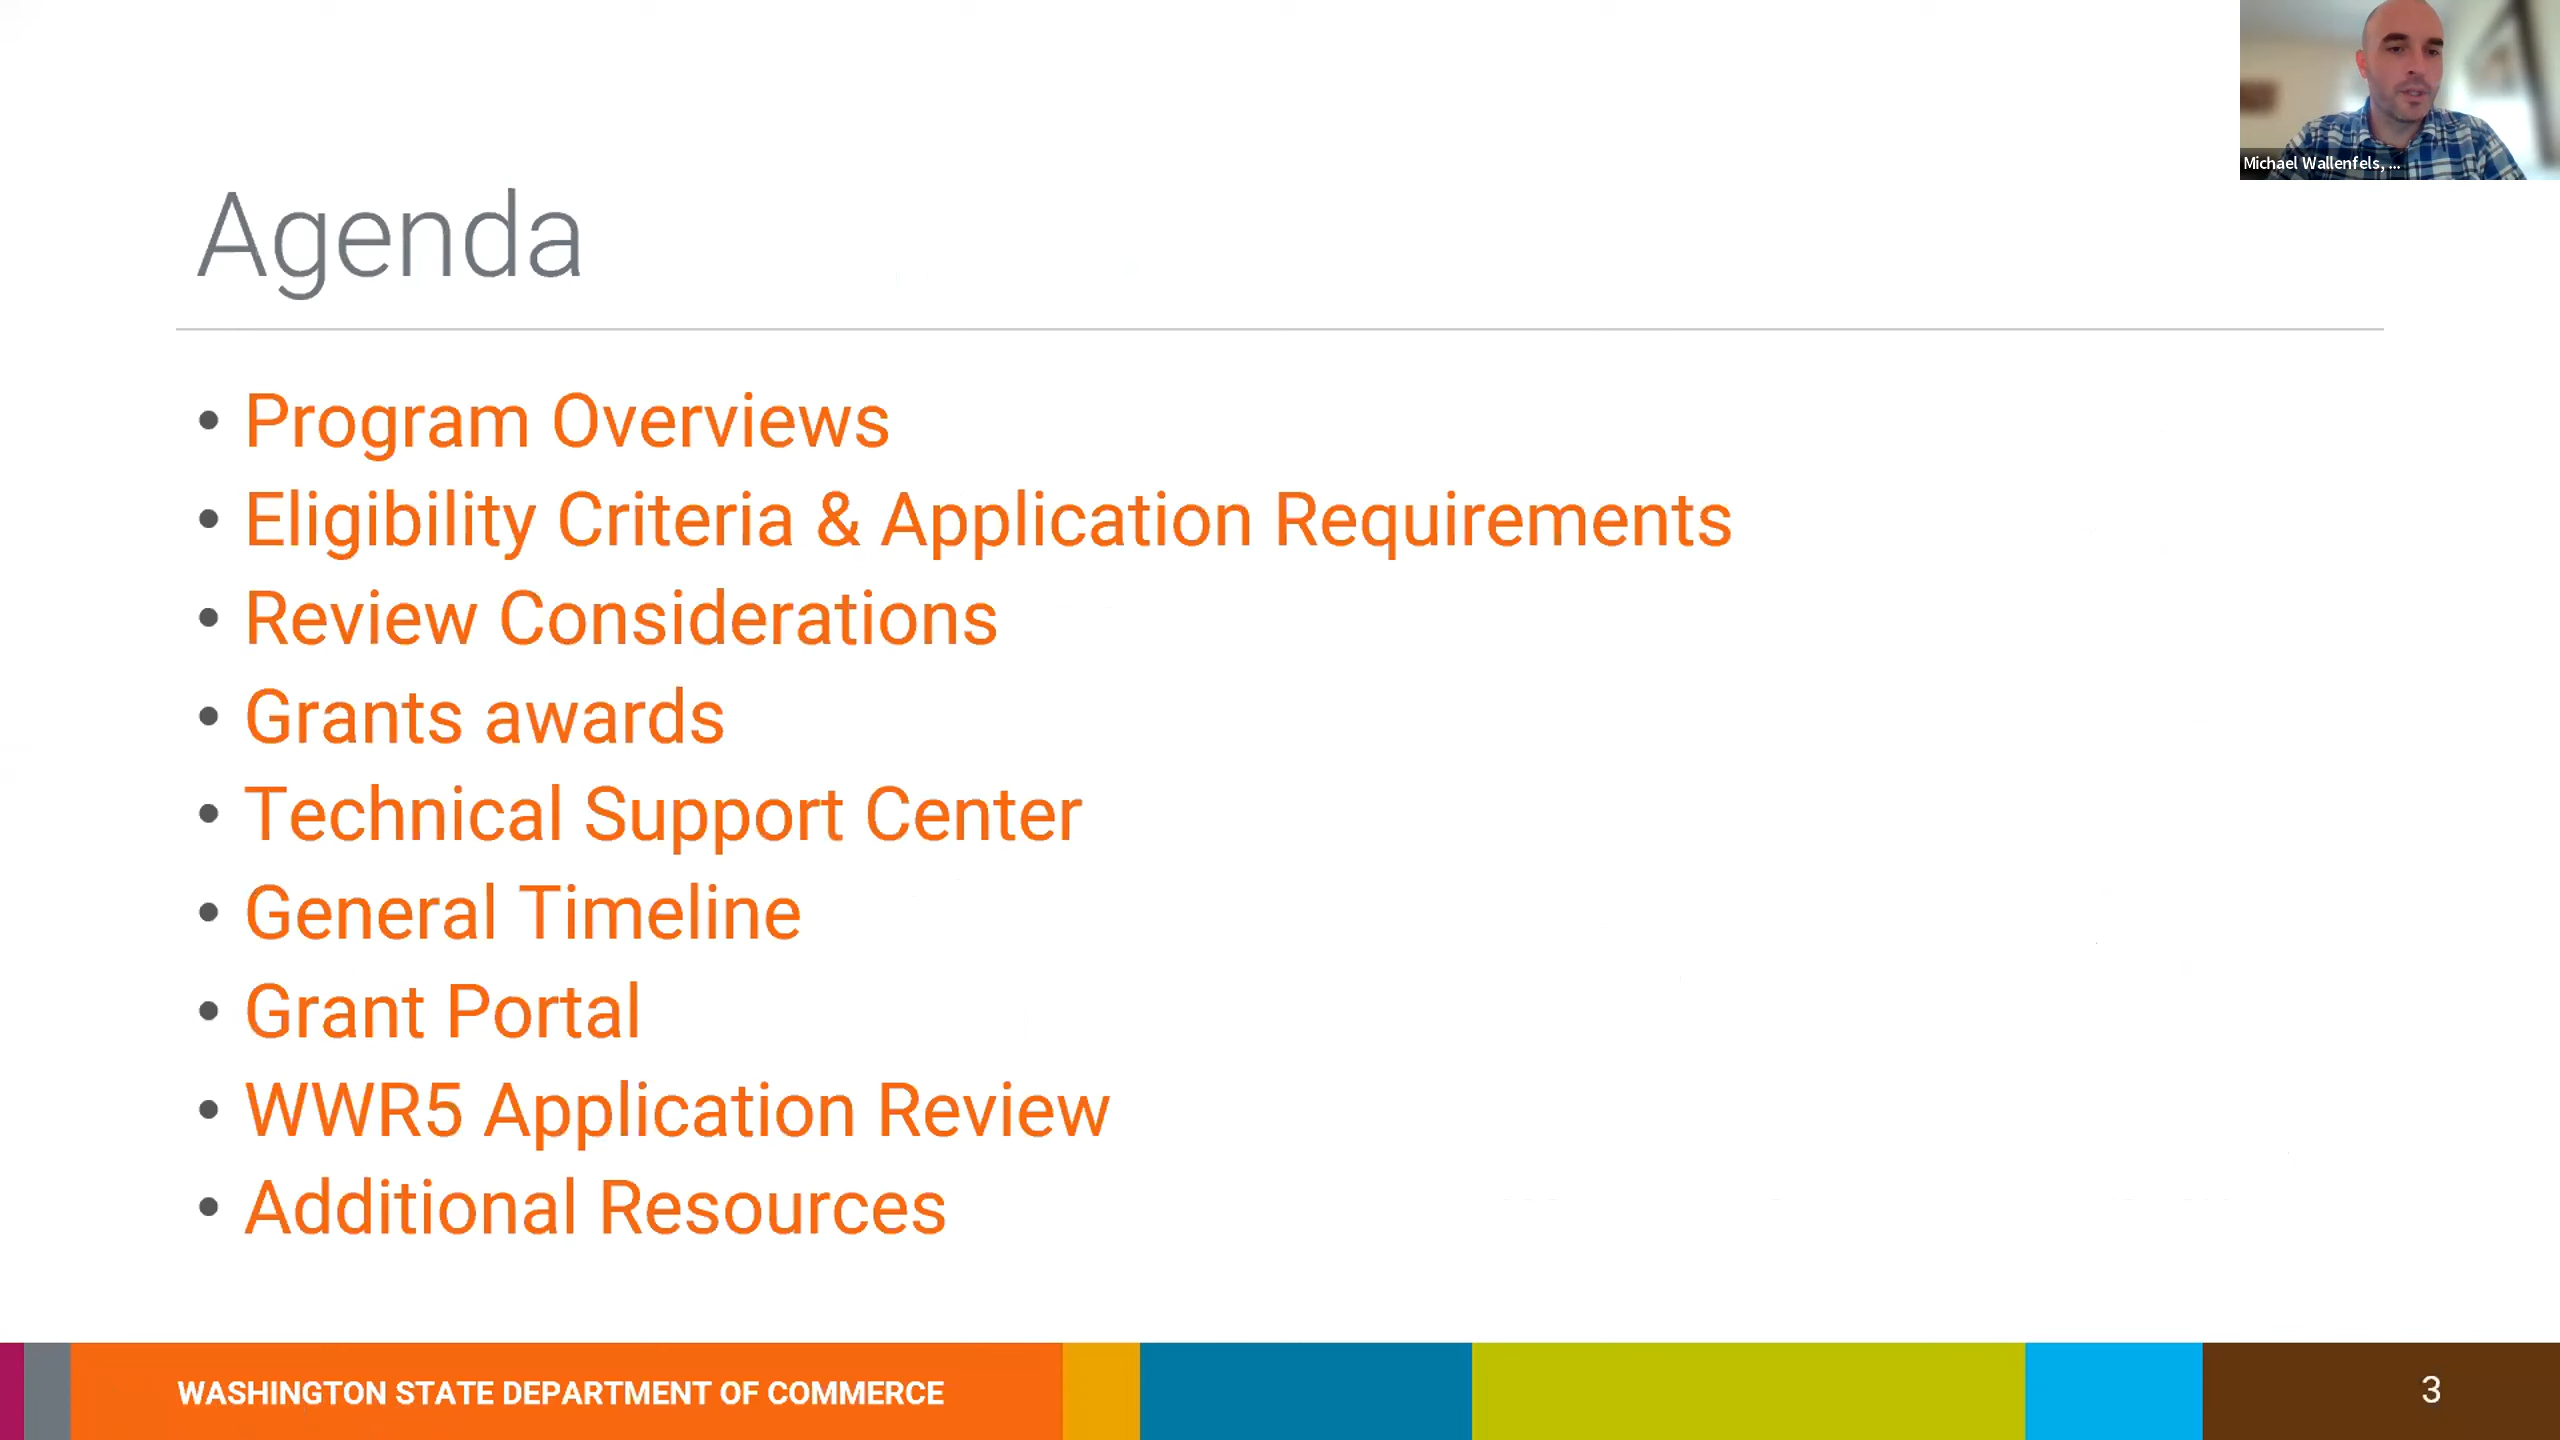 Michael Wallenfels, ...
Agenda
• Program Overviews
• Eligibility Criteria & Application Requirements
• Review Considerations
• Grants awards
• Technical Support Center
• General Timeline
• Grant Portal
• WWR5 Application Review
• Additional Resources
WASHINGTON STATE DEPARTMENT OF COMMERCE
3